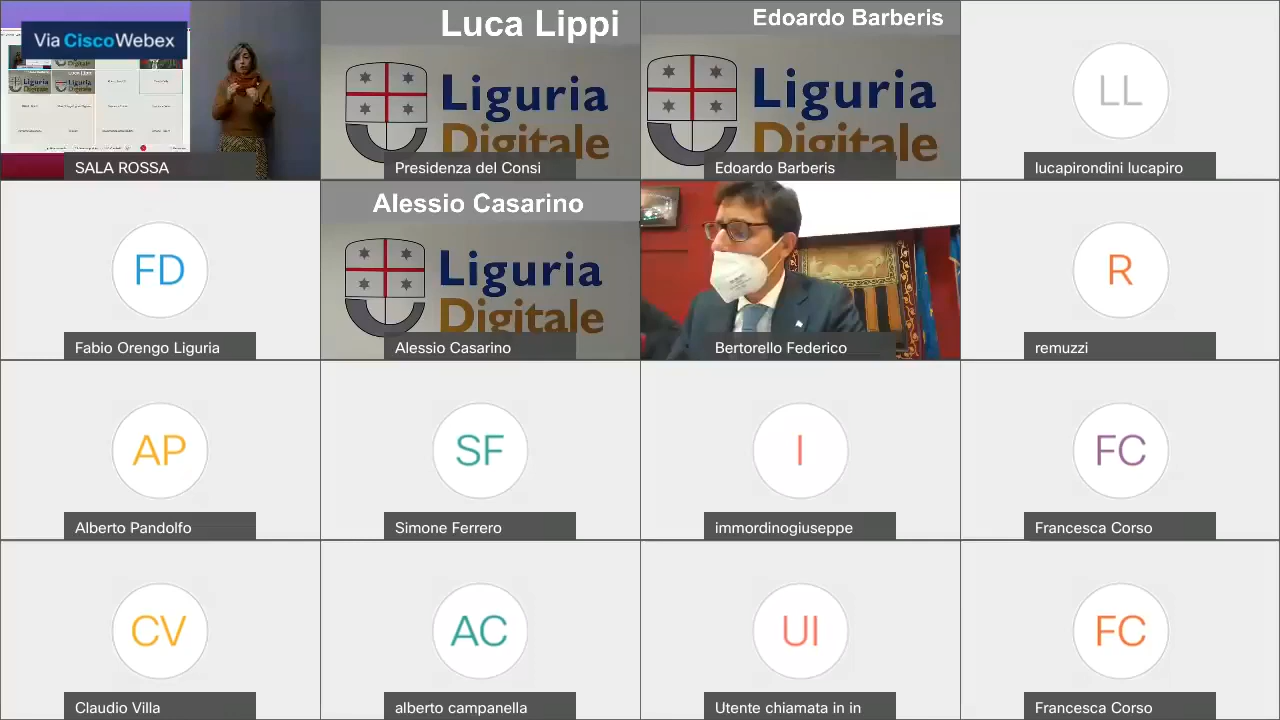 Via Cisco Webex
SALA ROSSA
Luca Lippi
Liguria
Digitale
Presidenza del Consi
Edoardo Barberis
Liguria
Digitale
Edoardo Barberis
LL
lucapirondini lucapiro
FD
Fabio Orengo Liguria
Alessio Casarino
Liguria
Digitale
Alessio Casarino
Bertorello Federico
R
remuzzi
AP
Alberto Pandolfo
SF
Simone Ferrero
I
immordinogiuseppe
FC
Francesca Corso
CV
Claudio Villa
AC
alberto campanella
UI
Utente chiamata in in
FC
Francesca Corso